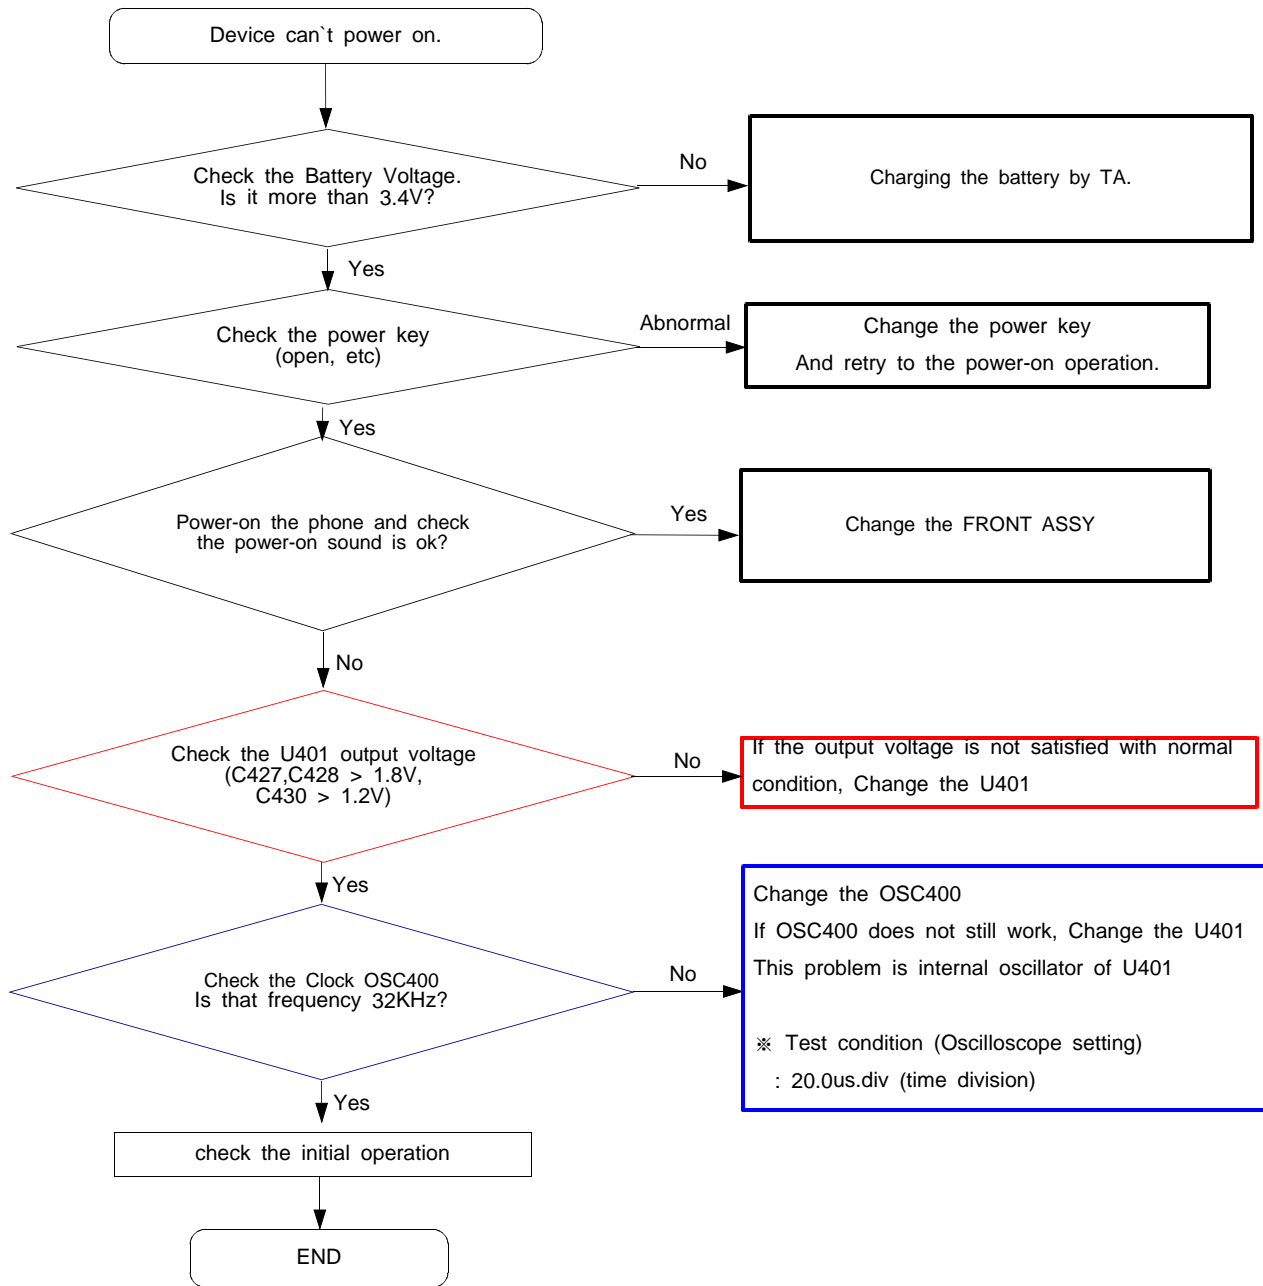 Device can`t power on.
Check the Battery Voltage.
Is it more than 3.4V?
No
Charging the battery by TA.
Yes
Check the power key
(open, etc)
Abnormal
Change the power key
And retry to the power-on operation.
Yes
Power-on the phone and check
the power-on sound is ok?
Yes
Change the FRONT ASSY
No
Check the U401 output voltage
(C427,C428 > 1.8V,
C430 > 1.2V)
No
If the output voltage is not satisfied with normal
condition, Change the U401
Yes
Check the Clock OSC400
Is that frequency 32KHz?
No
Change the OSC400
If OSC400 does not still work, Change the U401
This problem is internal oscillator of U401
※ Test condition (Oscilloscope setting)
: 20.0us.div (time division)
Yes
check the initial operation
END